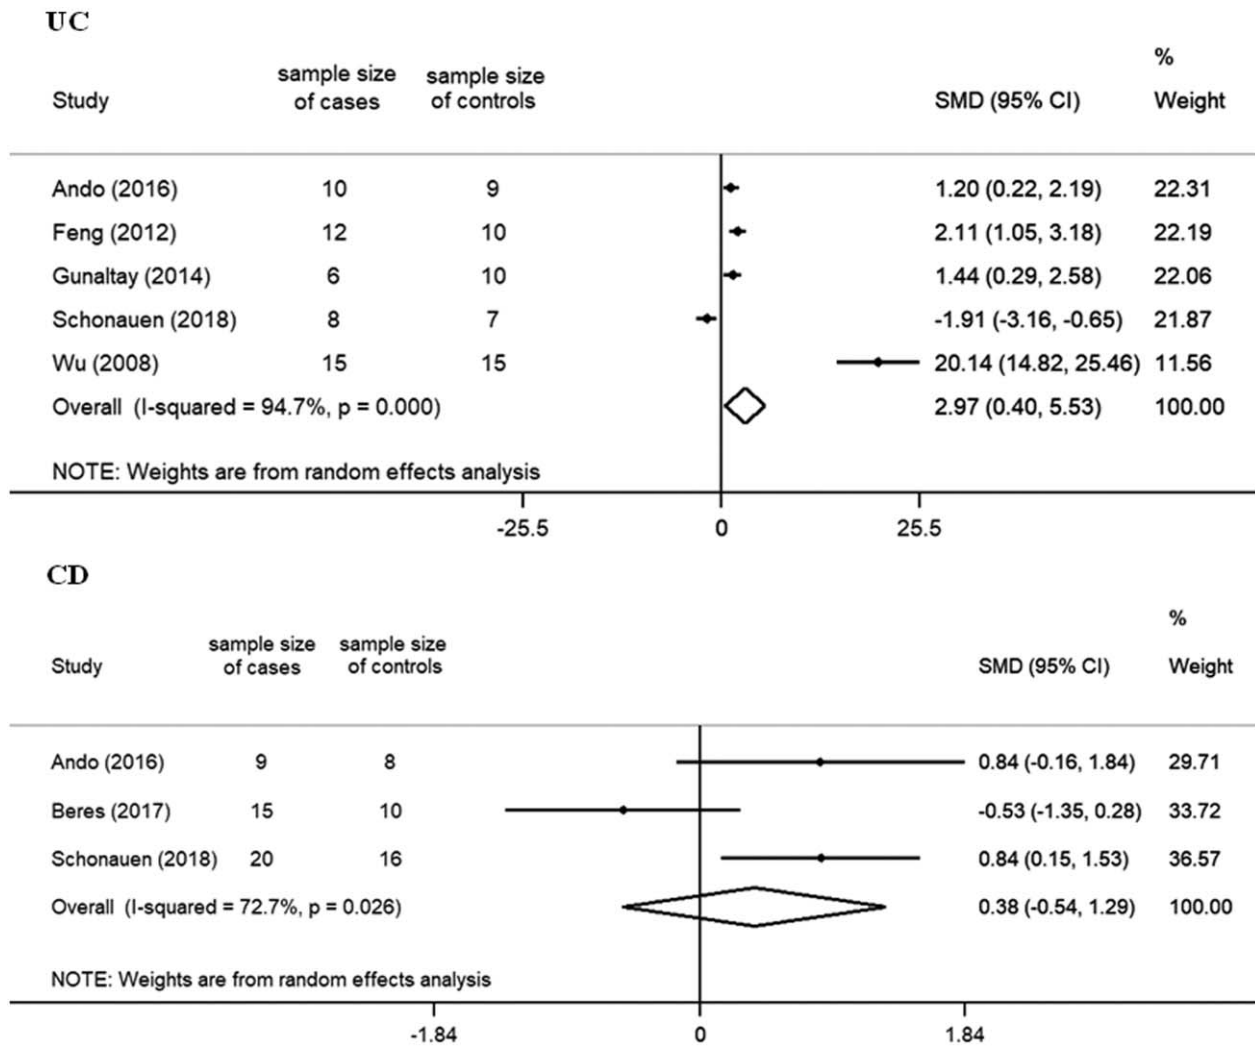 UC
%
sample size sample size
Study of cases of controls SMD (95% CI) Weight
Ando (2016) 10 9 1.20 (0.22, 2.19) 22.31
Feng (2012) 12 10 2.11 (1.05, 3.18) 22.19
Gunaltay (2014) 6 10 1.44 (0.29, 2.58) 22.06
Schonauen (2018) 8 7 -1.91 (-3.16, -0.65) 21.87
Wu (2008) 15 15 20.14 (14.82, 25.46) 11.56
Overall (I-squared = 94.7%, p = 0.000) 2.97 (0.40, 5.53) 100.00
NOTE: Weights are from random effects analysis
-25.5 0 25.5
CD
%
sample size sample size
Study of cases of controls SMD (95% CI) Weight
Ando (2016) 9 8 0.84 (-0.16, 1.84) 29.71
Beres (2017) 15 10 -0.53 (-1.35, 0.28) 33.72
Schonauen (2018) 20 16 0.84 (0.15, 1.53) 36.57
Overall (I-squared = 72.7%, p = 0.026) 0.38 (-0.54, 1.29) 100.00
NOTE: Weights are from random effects analysis
-1.84 0 1.84